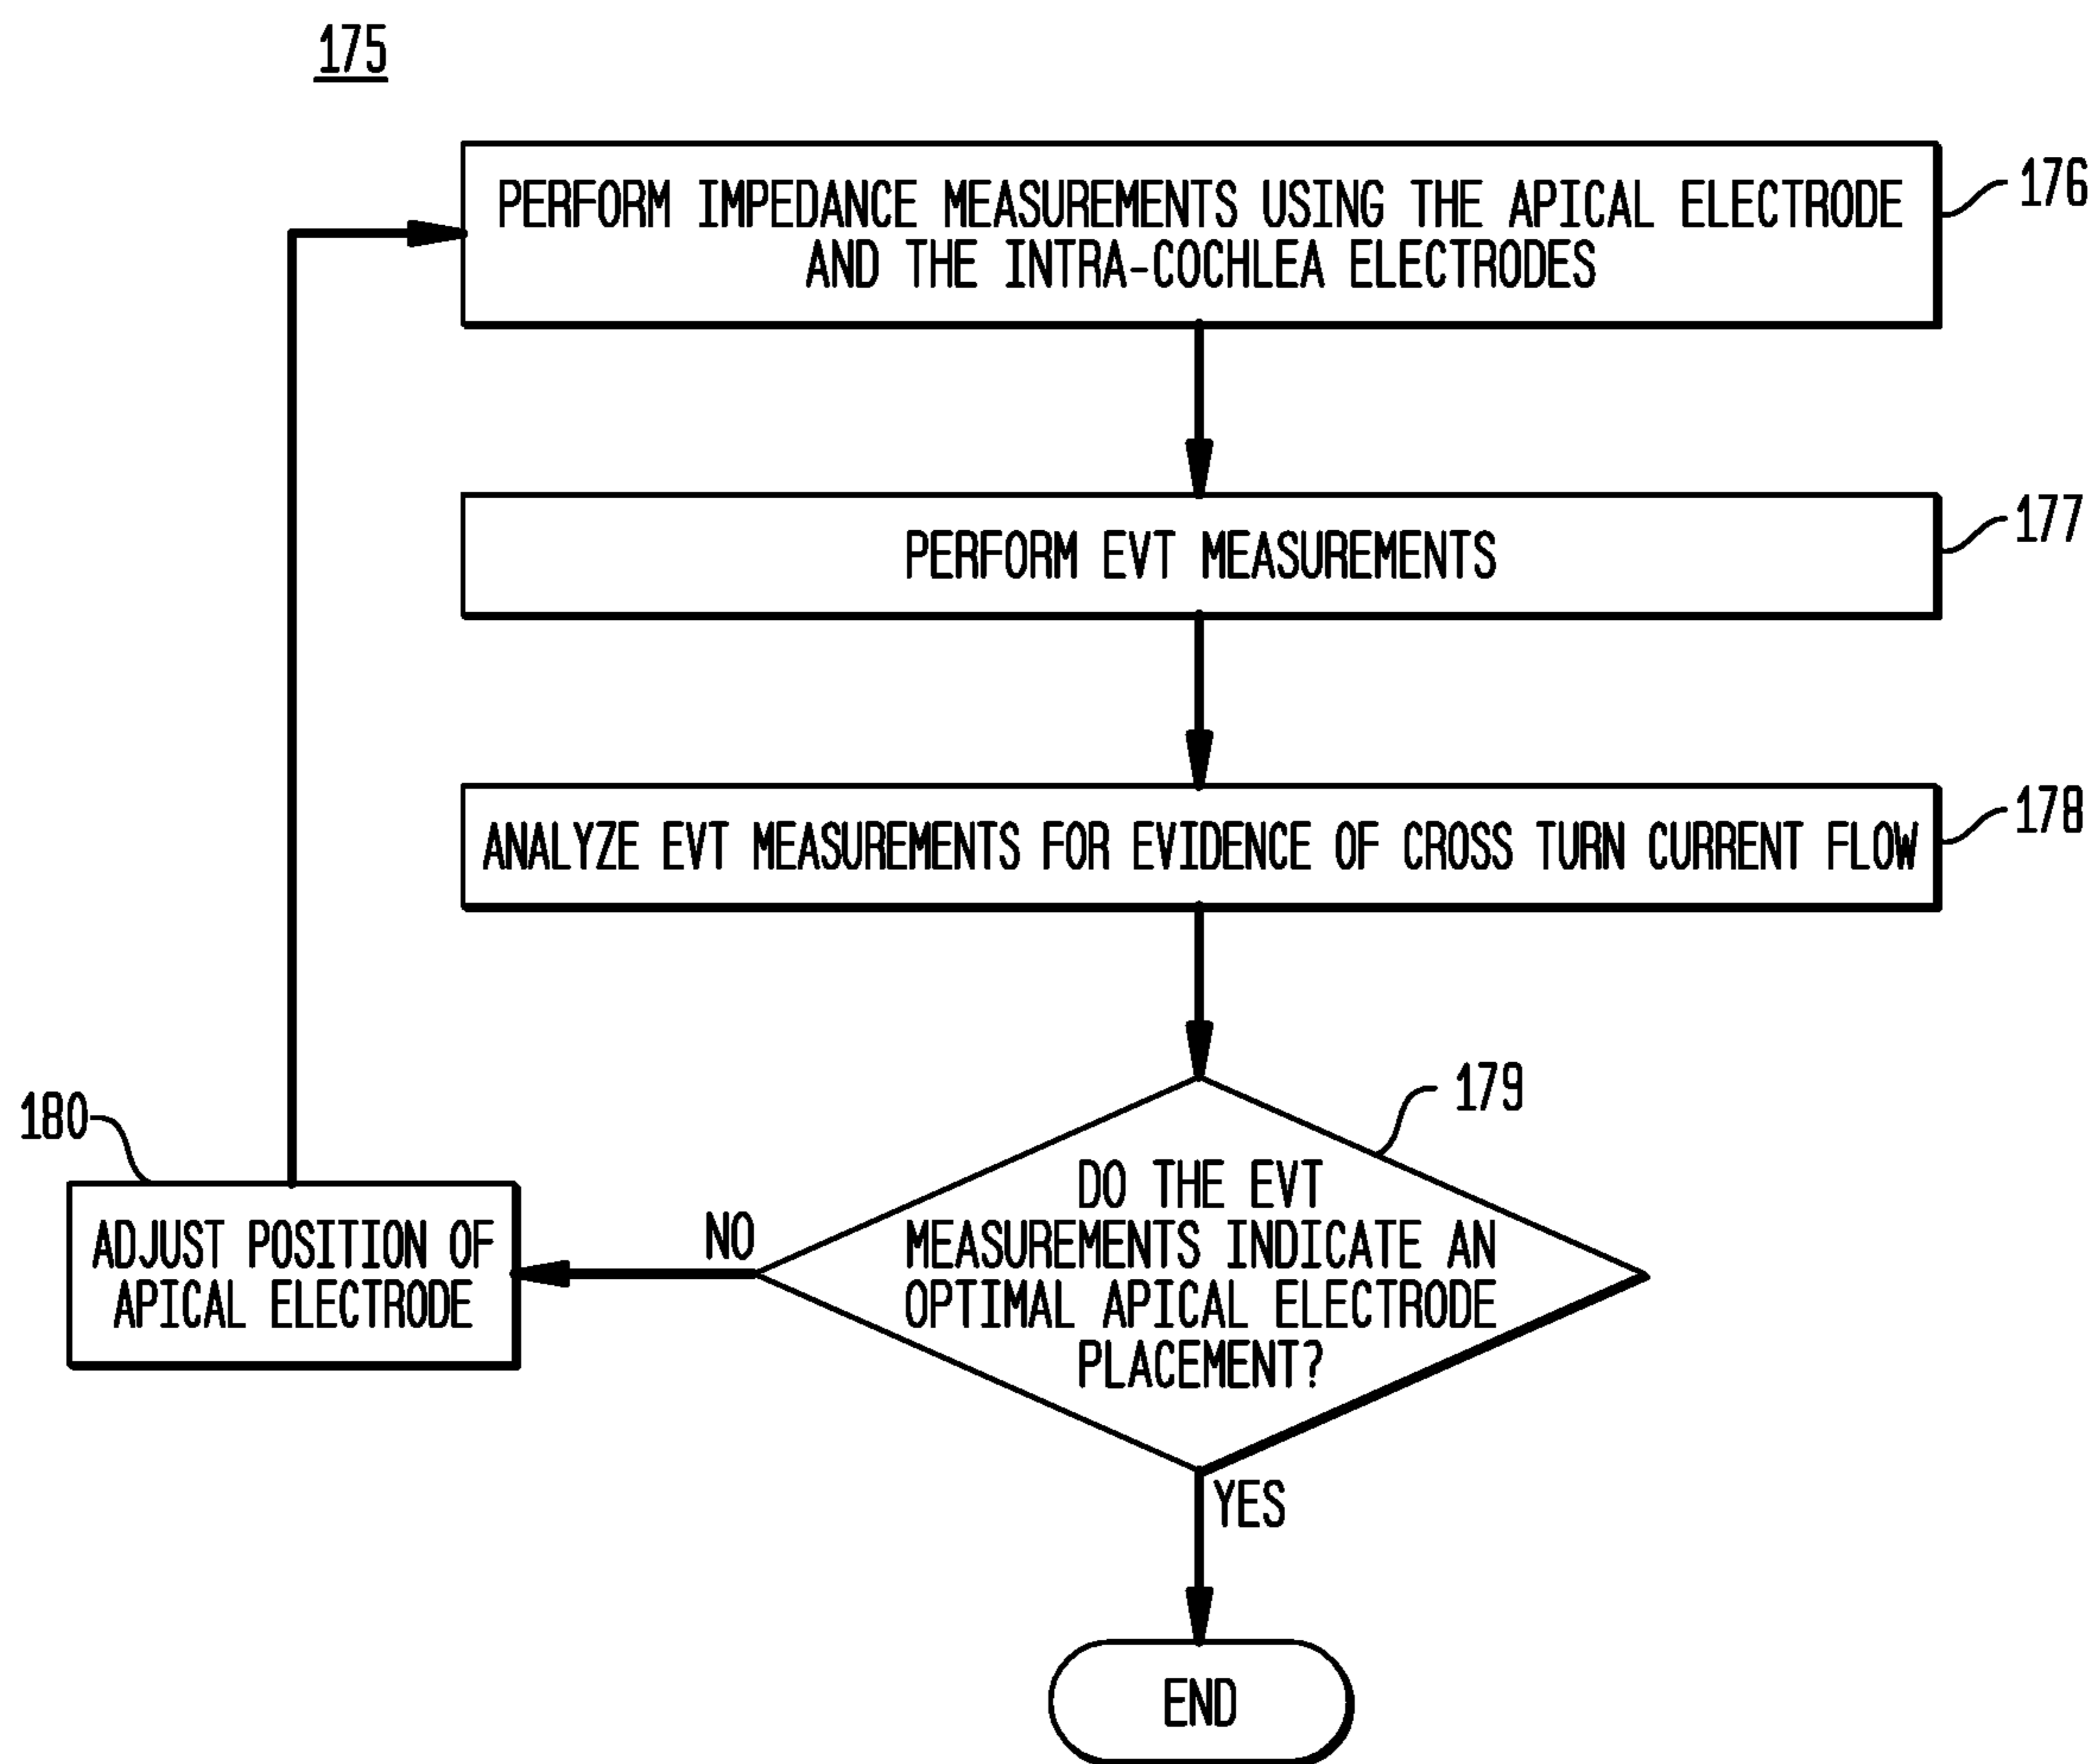 175
PERFORM IMPEDANCE MEASUREMENTS USING THE APICAL ELECTRODE
AND THE INTRA-COCHLEA ELECTRODES
176
PERFORM EVT MEASUREMENTS
177
ANALYZE EVT MEASUREMENTS FOR EVIDENCE OF CROSS TURN CURRENT FLOW
178
179
DO THE EVT
MEASUREMENTS INDICATE AN
OPTIMAL APICAL ELECTRODE
PLACEMENT?
NO
180
ADJUST POSITION OF
APICAL ELECTRODE
YES
END